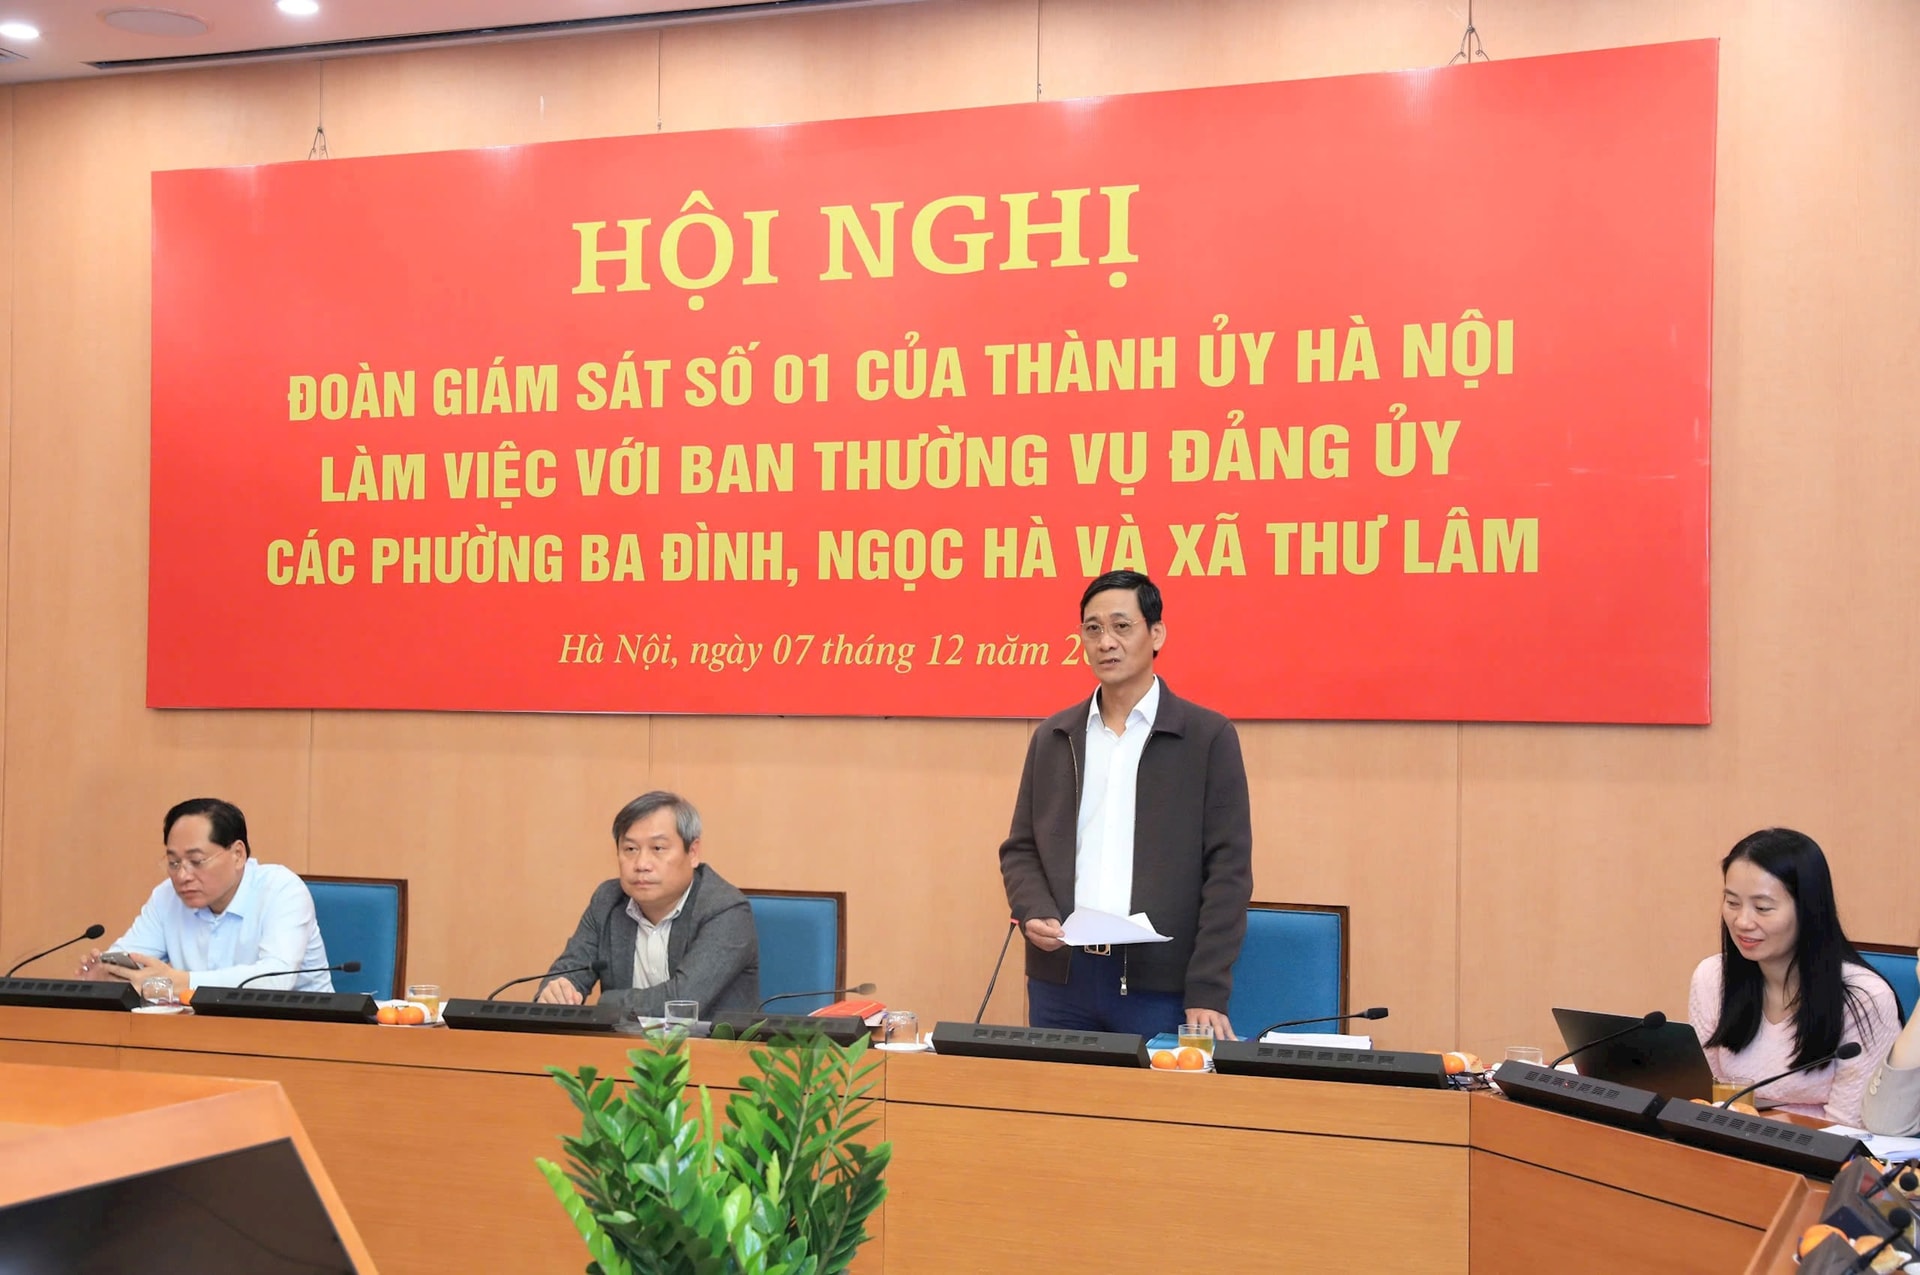 HỘI NGHỊ
ĐOÀN GIÁM SÁT SỐ 01 CỦA THÀNH ỦY HÀ NỘI
LÀM VIỆC VỚI BAN THƯỜNG VỤ ĐẢNG ỦY
CÁC PHƯỜNG BA ĐÌNH, NGỌC HÀ VÀ XÃ THƯ LÂM
Hà Nội, ngày 07 tháng 12 năm